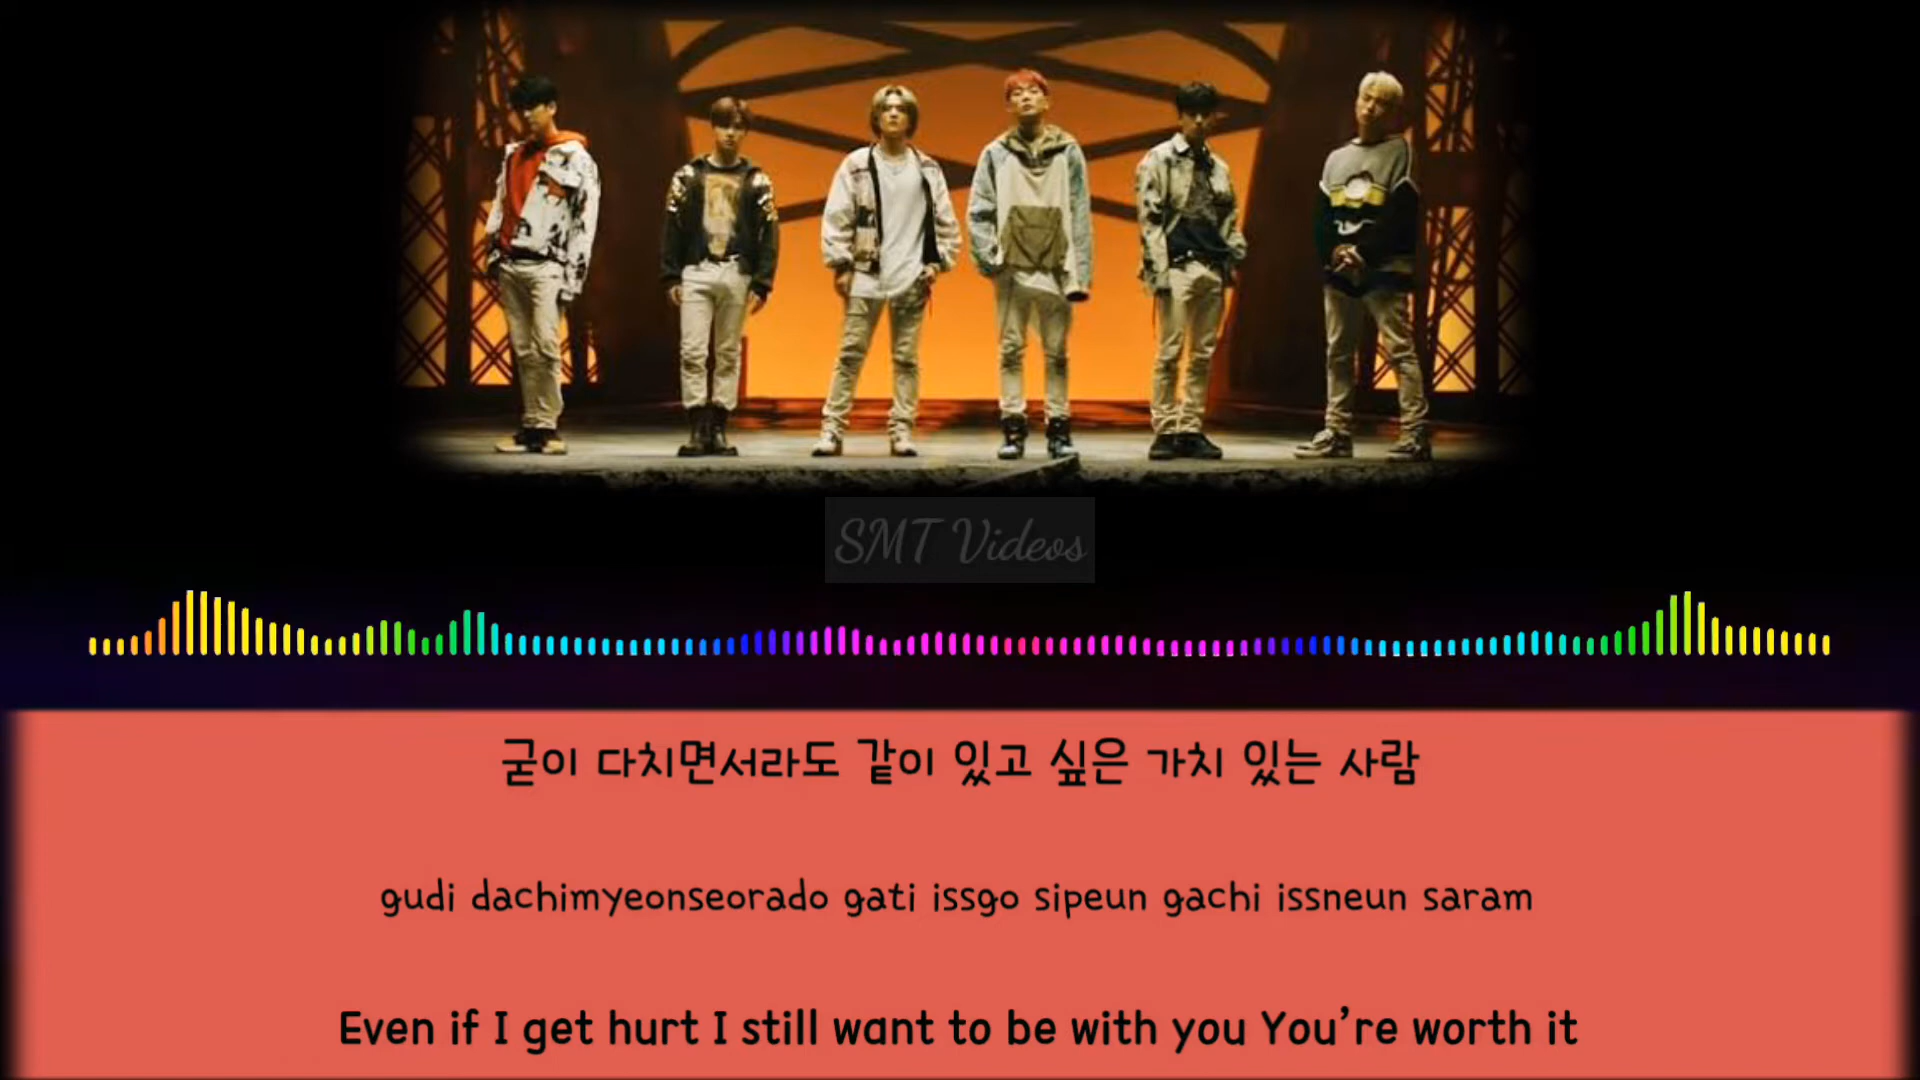 SMT Videos
굳이 다치면서라도 같이 있고 싶은 가치 있는 사람
gudi dachimyeonseorado gati issgo sipeun gachi issneun saram
Even if I get hurt I still want to be with you You're worth it